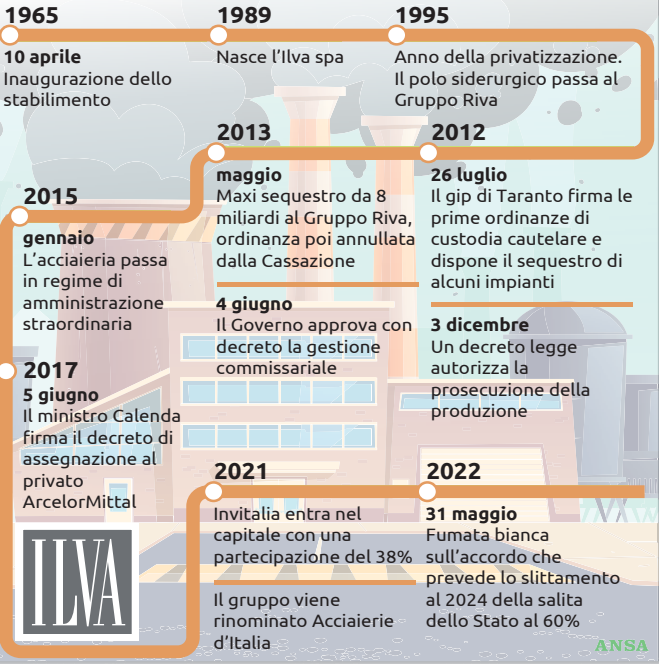 1965
10 aprile
Inaugurazione dello
stabilimento
1989
Nasce l'Ilva spa
1995
Anno della privatizzazione.
Il polo siderurgico passa al
Gruppo Riva
2012
26 luglio
Il gip di Taranto firma le
prime ordinanze di
custodia cautelare e
dispone il sequestro di
alcuni impianti
3 dicembre
Un decreto legge
autorizza la
prosecuzione della
produzione
2013
maggio
Maxi sequestro da 8
miljardi al Gruppo Riva,
ordinanza poi annullata
dalla Cassazione
4 giugno
Il Governo approva con
decreto la gestione
commissariale
2015
gennaio
L'acciaieria passa
in regime di
amministrazione
straordinaria
2017
5 giugno
Il ministro Calenda
firma il decreto di
assegnazione al
privato
ArcelorMittal
ILVA
2021
Invitalia entra nel
capitale con una
partecipazione del 38%
Il gruppo viene
rinominato Acciaierie
d'Italia
2022
31 maggio
Fumata bianca
sull'accordo che
prevede lo slittamento
al 2024 della salita
dello Stato al 60%
ANSA